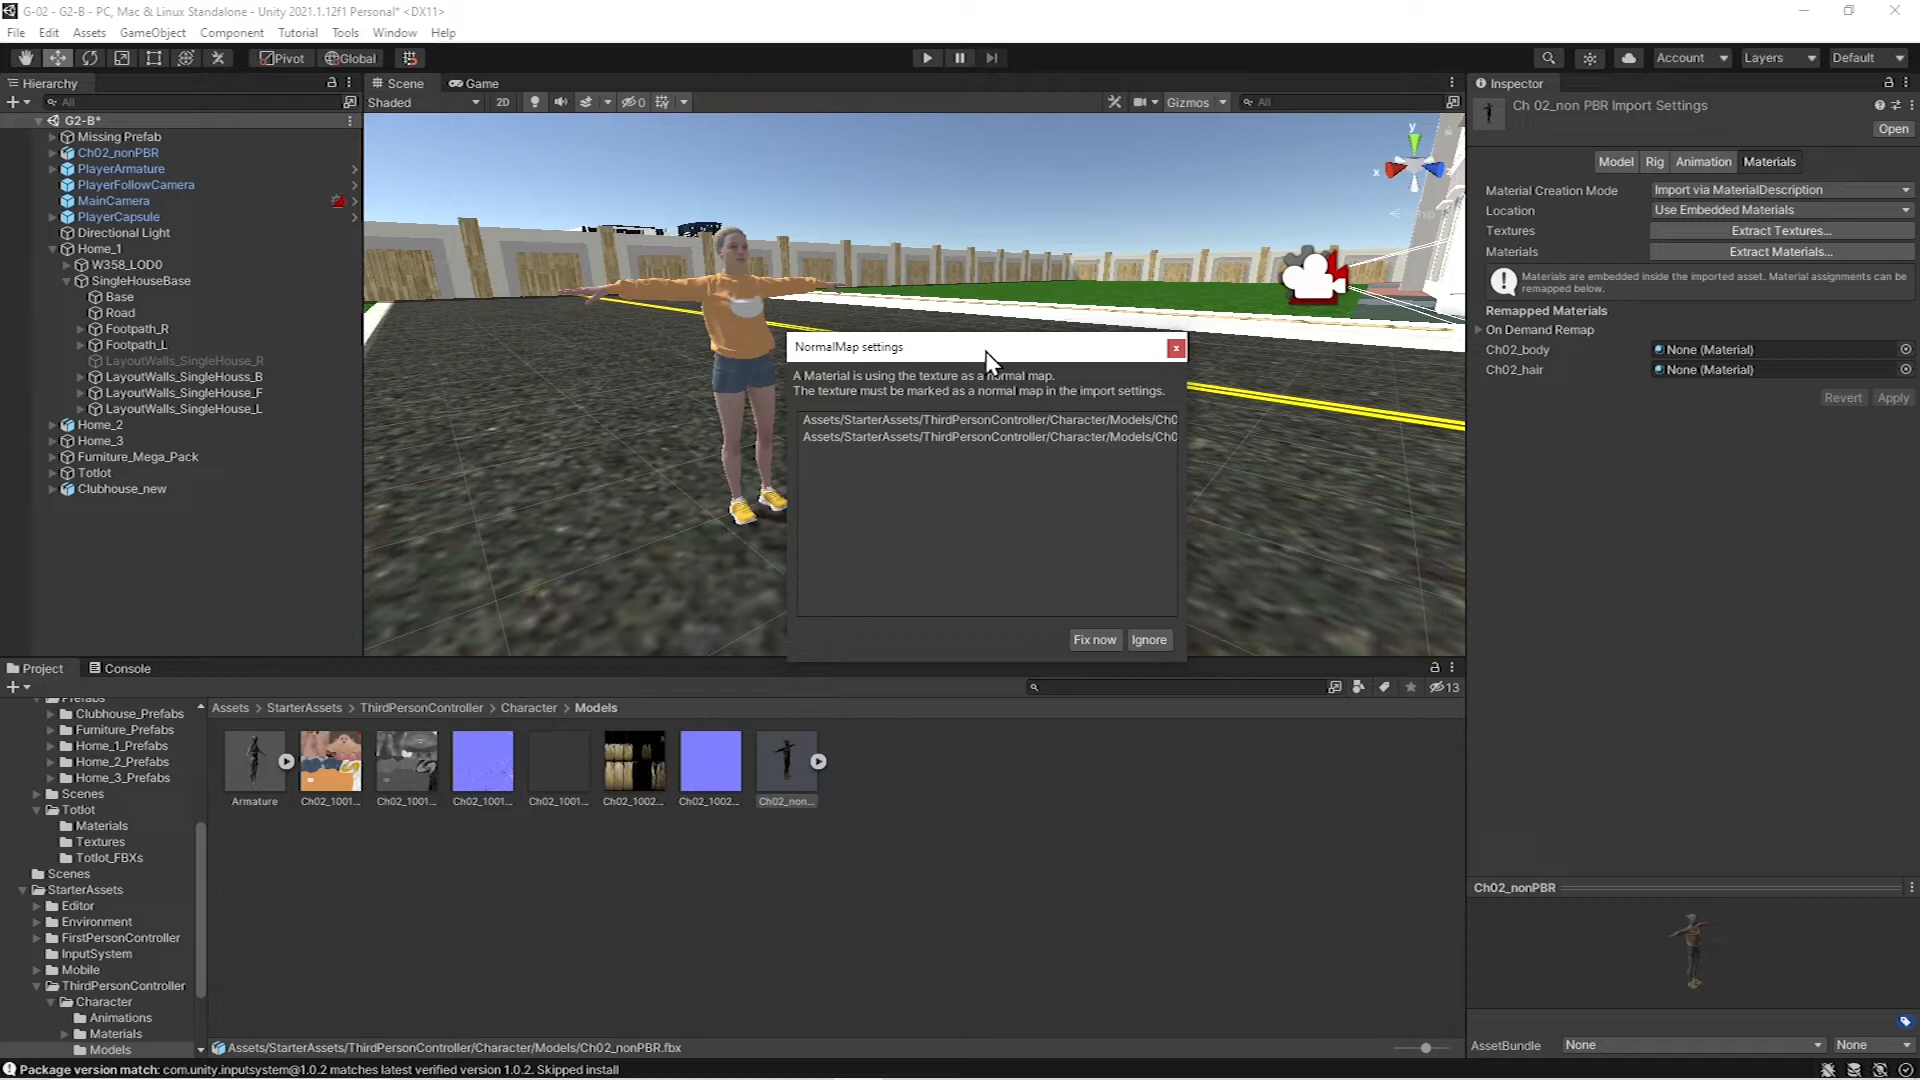 G-02 - G2-B - PC, Mac & Linux Standalone - Unity 2021.1.12f1 Personal* <DX11>
File Edit Assets GameObject Component Tutorial Tools Window Help
Pivot Global Account Layers Default
Hierarchy
All
G2-B*
Missing Prefab
Ch02_nonPBR
PlayerArmature
PlayerFollowCamera
MainCamera
PlayerCapsule
Directional Light
Home_1
W358_LOD0
SingleHouseBase
Base
Road
Footpath_R
Footpath_L
LayoutWalls_SingleHouse_R
LayoutWalls_SingleHouss_B
LayoutWalls_SingleHouse_F
LayoutWalls_SingleHouse_L
Home_2
Home_3
Furniture_Mega_Pack
Totlot
Clubhouse_new
Scene Game
Shaded 2D 0 Gizmos All
y
x
Persp
NormalMap settings
x
A Material is using the texture as a normal map.
The texture must be marked as a normal map in the import settings.
Assets/StarterAssets/ThirdPersonController/Character/Models/Ch0
Assets/StarterAssets/ThirdPersonController/Character/Models/Ch0
Fix now Ignore
Inspector
Ch 02_non PBR Import Settings
Open
Model Rig Animation Materials
Material Creation Mode Import via MaterialDescription
Location Use Embedded Materials
Textures Extract Textures...
Materials Extract Materials...
Materials are embedded inside the imported asset. Material assignments can be
remapped below.
Remapped Materials
On Demand Remap
Ch02_body None (Material)
Ch02_hair None (Material)
Revert Apply
Project Console
13
Prefabs
Clubhouse_Prefabs
Furniture_Prefabs
Home_1_Prefabs
Home_2_Prefabs
Home_3_Prefabs
Scenes
Totlot
Materials
Textures
Totlot_FBXs
Scenes
StarterAssets
Editor
Environment
FirstPersonController
InputSystem
Mobile
ThirdPersonController
Character
Animations
Materials
Models
Assets > StarterAssets > ThirdPersonController > Character > Models
Armature Ch02_1001... Ch02_1001... Ch02_1001... Ch02_1001... Ch02_1002... Ch02_1002... Ch02_non...
Assets/StarterAssets/ThirdPersonController/Character/Models/Ch02_nonPBR.fbx
Ch02_nonPBR
AssetBundle None None
Package version match: com.unity.inputsystem@1.0.2 matches latest verified version 1.0.2. Skipped install